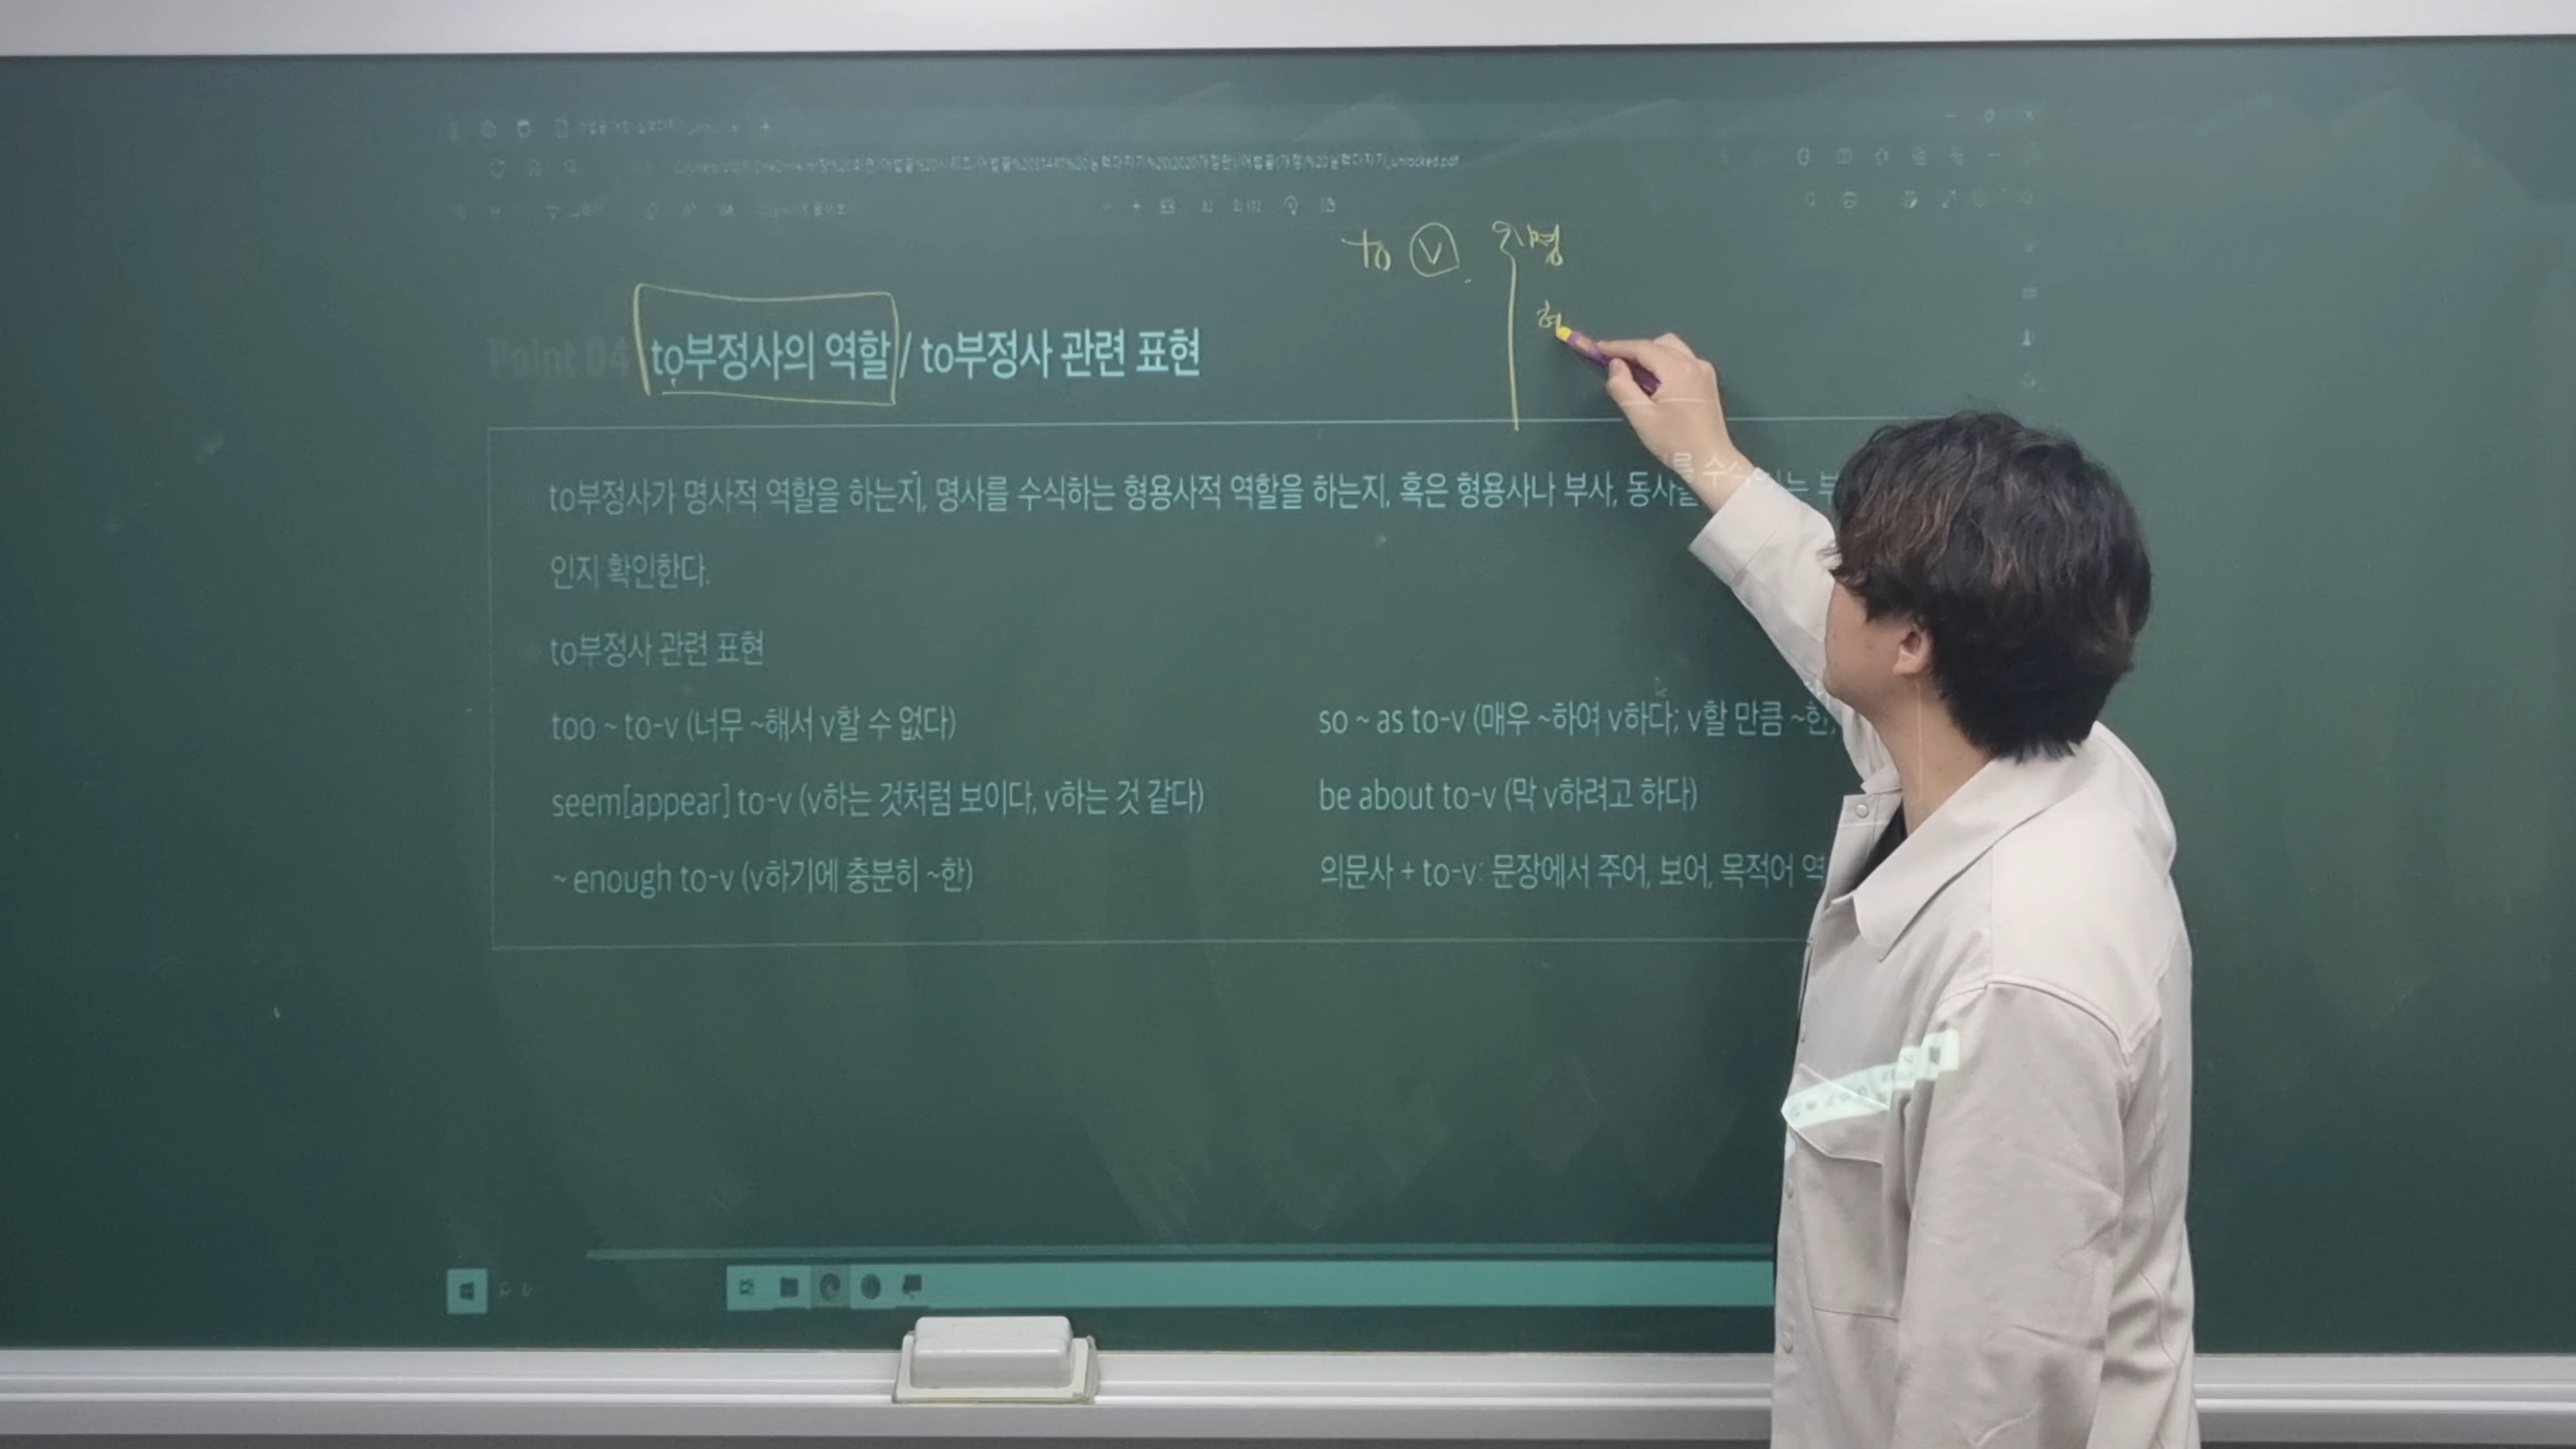 to V 명
형
Point 04 to부정사의 역할 / to부정사 관련 표현
to부정사가 명사적 역할을 하는지, 명사를 수식하는 형용사적 역할을 하는지, 혹은 형용사나 부사, 동사를 수식하는 부
인지 확인한다.
to부정사 관련 표현
too ~ to-v (너무 ~해서 v할 수 없다)
so ~ as to-v (매우 ~하여 v하다; v할 만큼 ~한
seem[appear] to-v (v하는 것처럼 보이다, v하는 것 같다)
be about to-v (막 v하려고 하다)
~ enough to-v (v하기에 충분히 ~한)
의문사 + to-v: 문장에서 주어, 보어, 목적어 역